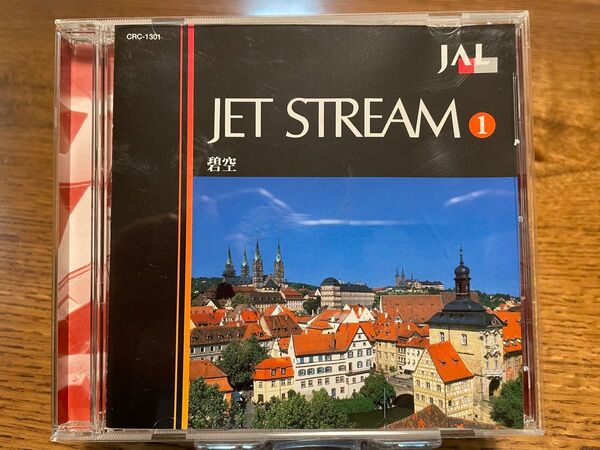 CRC-1301
JAL
JET STREAM 1
碧空